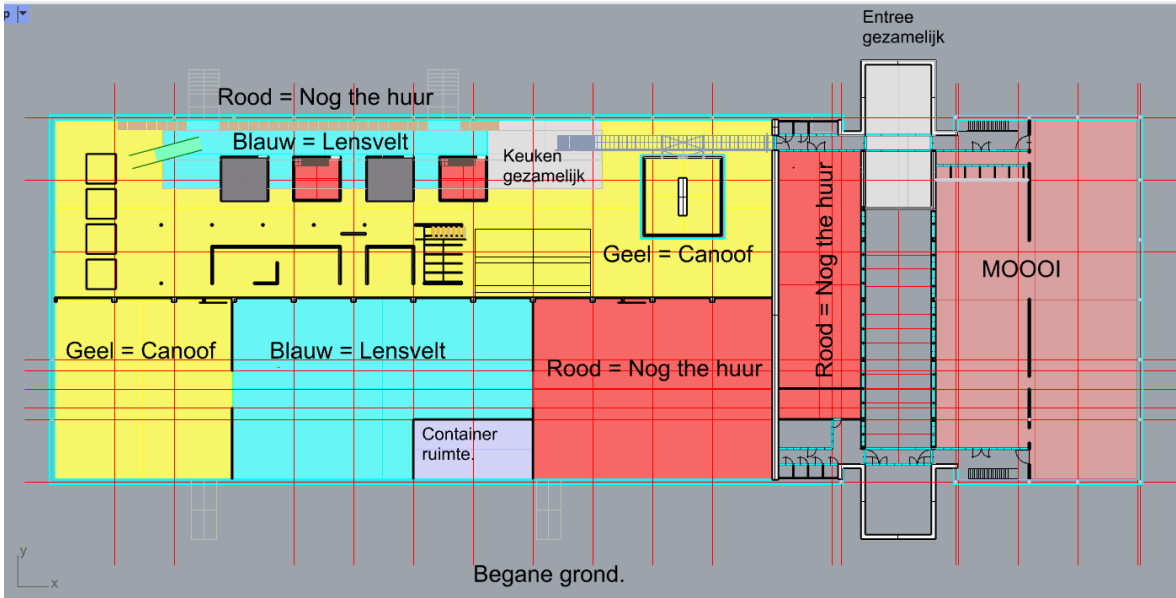 p
Entree
gezamelijk
Rood = Nog the huur
Blauw = Lensvelt
Keuken
gezamelijk
Geel = Canoof
Rood = Nog the huur
MOOOI
Geel = Canoof
Blauw = Lensvelt
Rood = Nog the huur
Container
ruimte.
Begane grond.
y
x